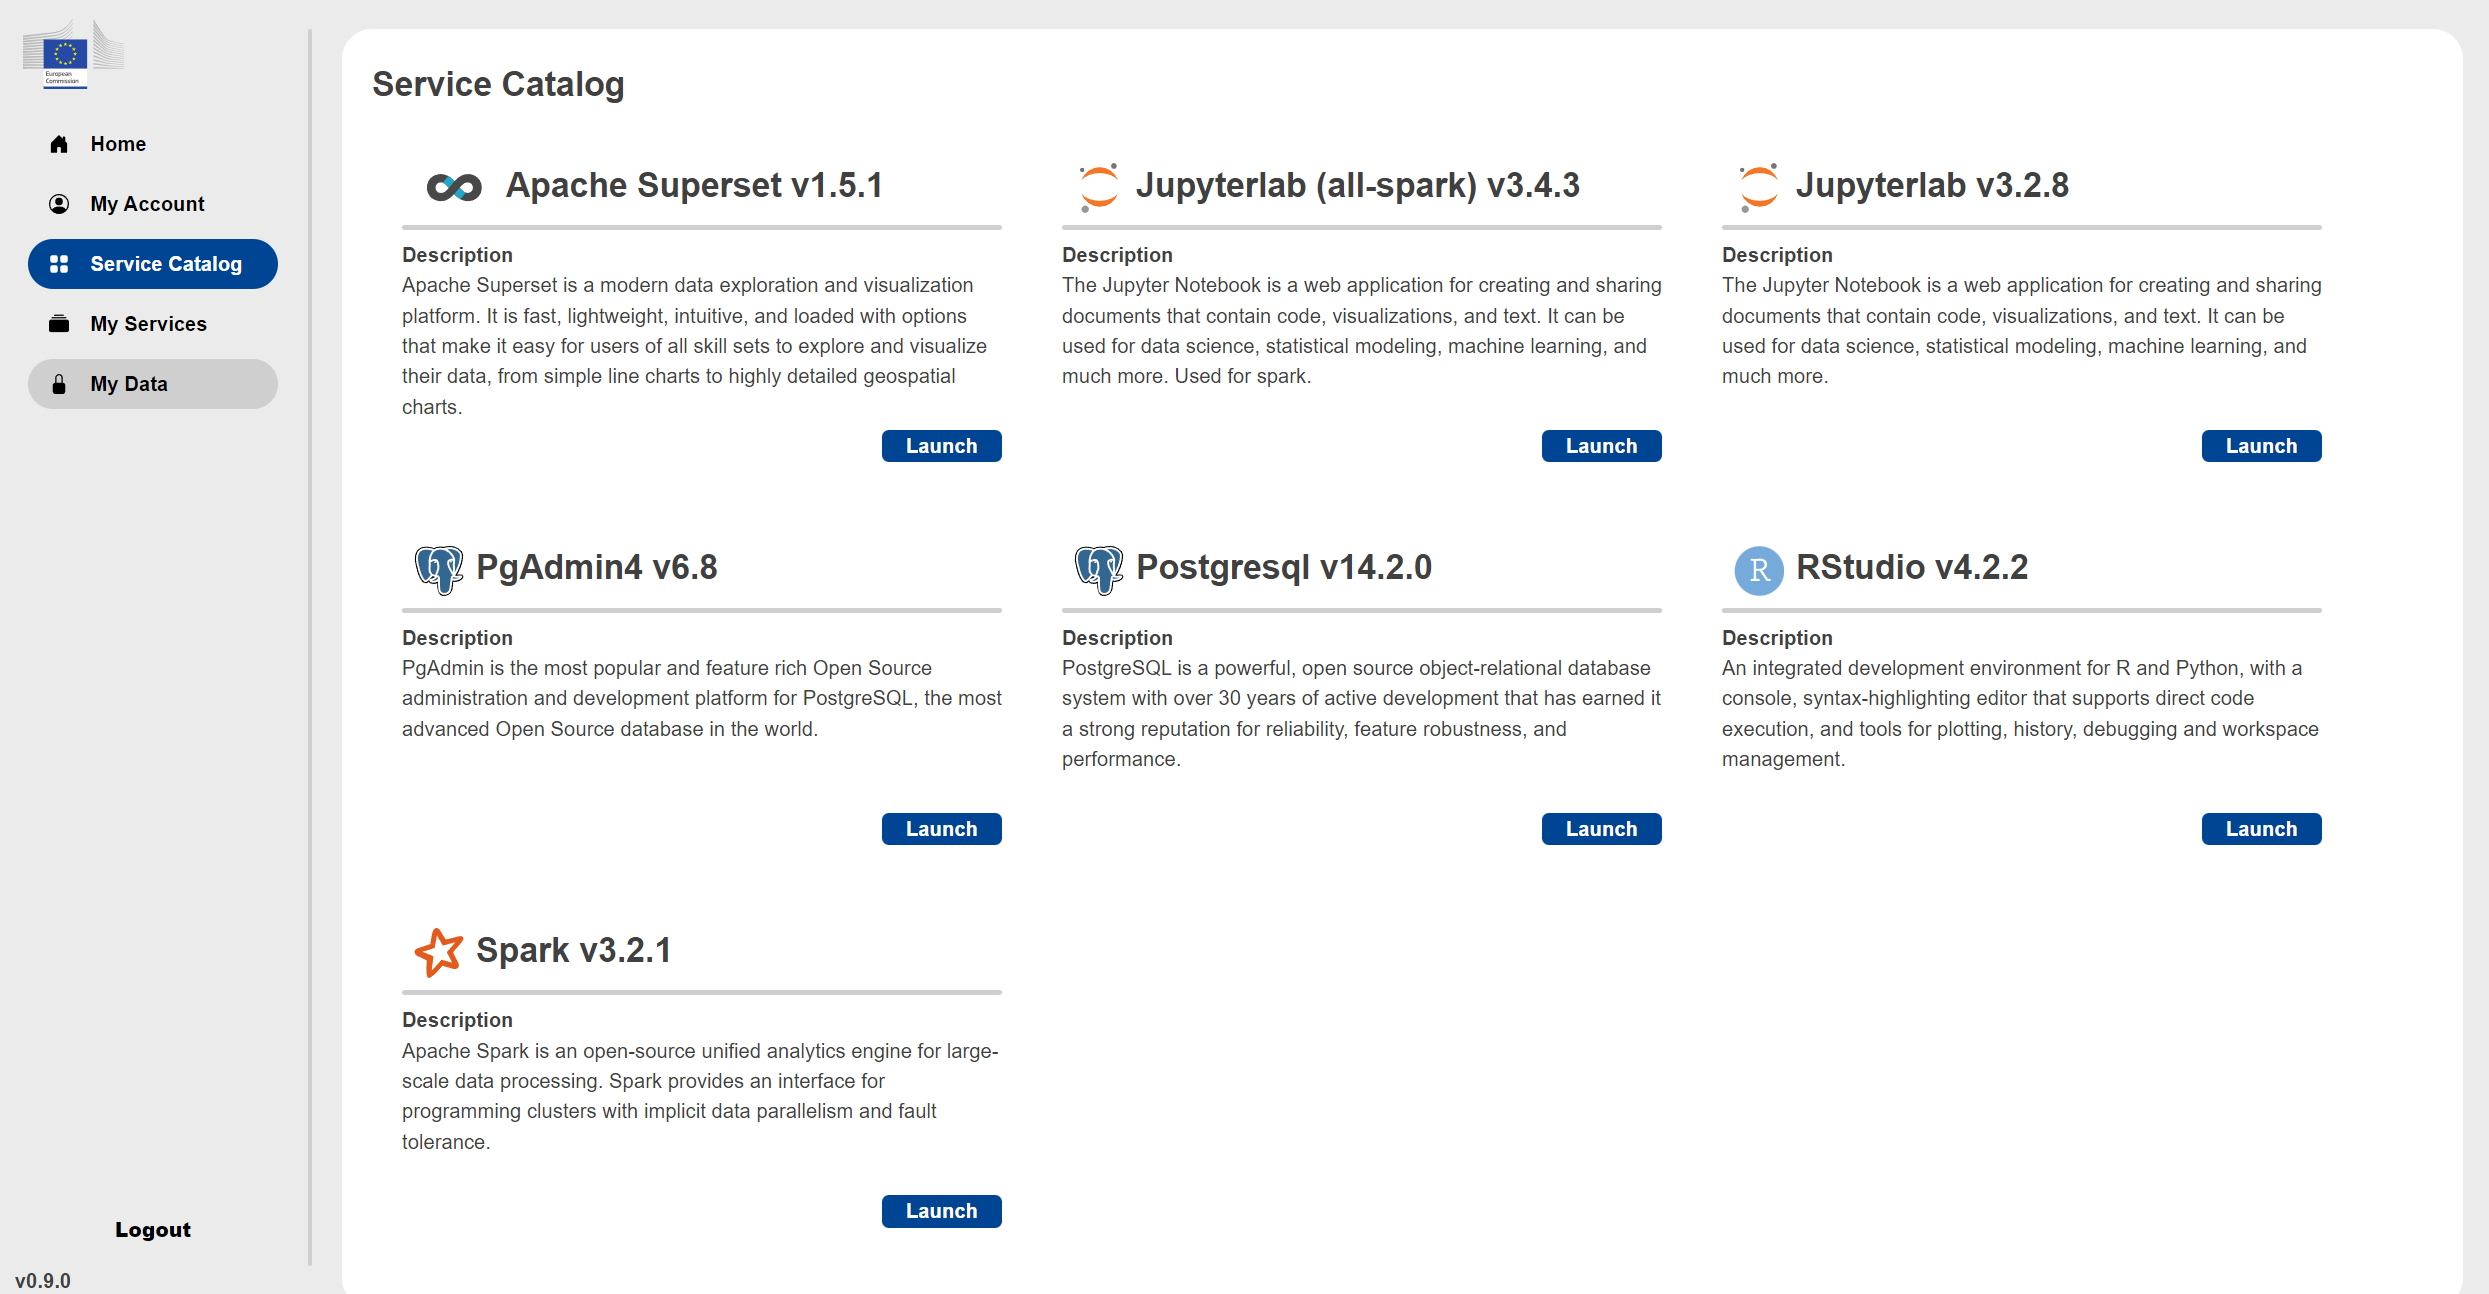 European
Commission
Home
My Account
Service Catalog
My Services
My Data
Logout
v0.9.0
Service Catalog
Apache Superset v1.5.1
Description
Apache Superset is a modern data exploration and visualization
platform. It is fast, lightweight, intuitive, and loaded with options
that make it easy for users of all skill sets to explore and visualize
their data, from simple line charts to highly detailed geospatial
charts.
Launch
Jupyterlab (all-spark) v3.4.3
Description
The Jupyter Notebook is a web application for creating and sharing
documents that contain code, visualizations, and text. It can be
used for data science, statistical modeling, machine learning, and
much more. Used for spark.
Launch
Jupyterlab v3.2.8
Description
The Jupyter Notebook is a web application for creating and sharing
documents that contain code, visualizations, and text. It can be
used for data science, statistical modeling, machine learning, and
much more.
Launch
PgAdmin4 v6.8
Description
PgAdmin is the most popular and feature rich Open Source
administration and development platform for PostgreSQL, the most
advanced Open Source database in the world.
Launch
Postgresql v14.2.0
Description
PostgreSQL is a powerful, open source object-relational database
system with over 30 years of active development that has earned it
a strong reputation for reliability, feature robustness, and
performance.
Launch
R
RStudio v4.2.2
Description
An integrated development environment for R and Python, with a
console, syntax-highlighting editor that supports direct code
execution, and tools for plotting, history, debugging and workspace
management.
Launch
Spark v3.2.1
Description
Apache Spark is an open-source unified analytics engine for large-
scale data processing. Spark provides an interface for
programming clusters with implicit data parallelism and fault
tolerance.
Launch